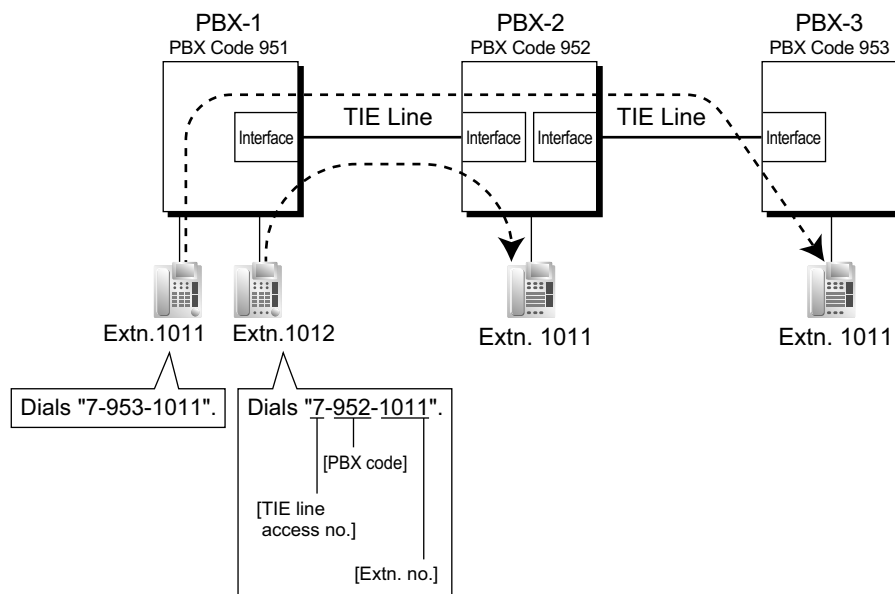 PBX-1
PBX Code 951
PBX-2
PBX Code 952
PBX-3
PBX Code 953
TIE Line
TIE Line
Interface
Interface
Interface
Interface
Extn.1011
Extn.1012
Extn. 1011
Extn. 1011
Dials "7-953-1011".
Dials "7-952-1011".
[PBX code]
[TIE line
access no.]
[Extn. no.]